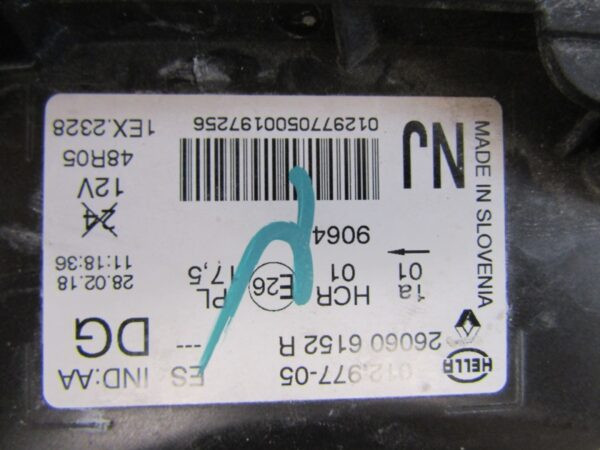 HELLA
012.977-05
26060 6152 R
ES IND:AA
--- DG
ia HCR E26 PL
01 01 17,5
9064
MADE IN SLOVENIA
NJ
0129770500197256
28.02.18
11:18:36
24
12V
48R05
1EX.2328